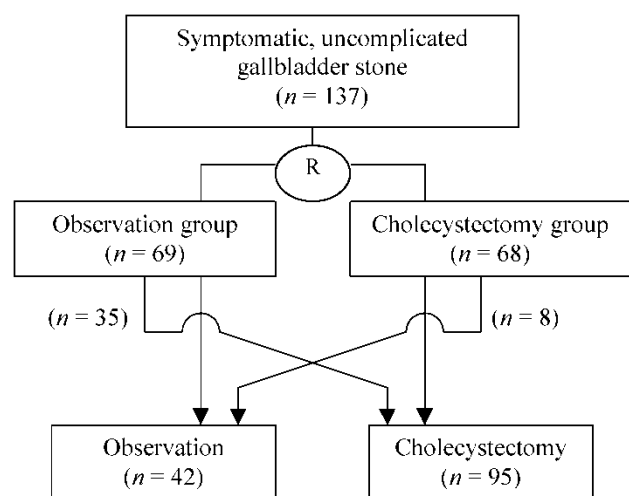 Symptomatic, uncomplicated
gallbladder stone
(n = 137)
R
Observation group
(n = 69)
Cholecystectomy group
(n = 68)
(n = 35)
(n = 8)
Observation
(n = 42)
Cholecystectomy
(n = 95)